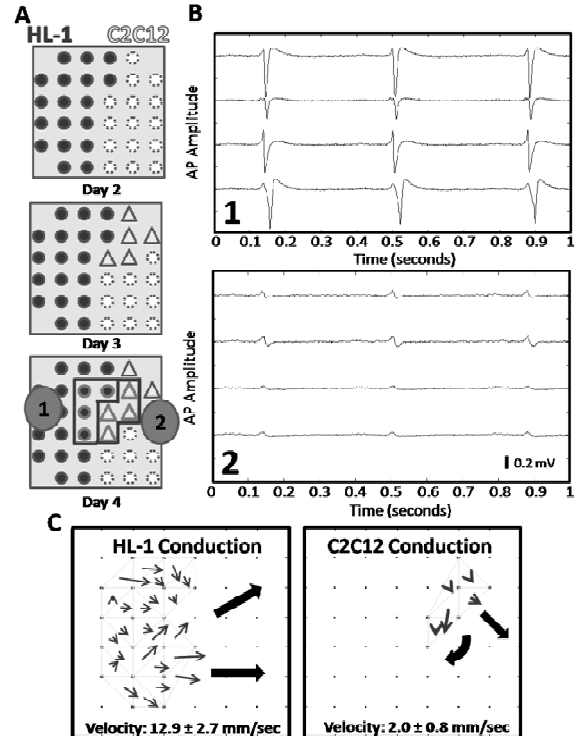 A
HL-1 C2C12
Day 2
Day 3
1
2
Day 4
B
AP Amplitude
1
0 0.1 0.2 0.3 0.4 0.5 0.6 0.7 0.8 0.9 1
Time (seconds)
AP Amplitude
2
0.2 mV
0 0.1 0.2 0.3 0.4 0.5 0.6 0.7 0.8 0.9 1
Time (seconds)
C
HL-1 Conduction
Velocity: 12.9 ± 2.7 mm/sec
C2C12 Conduction
Velocity: 2.0 ± 0.8 mm/sec